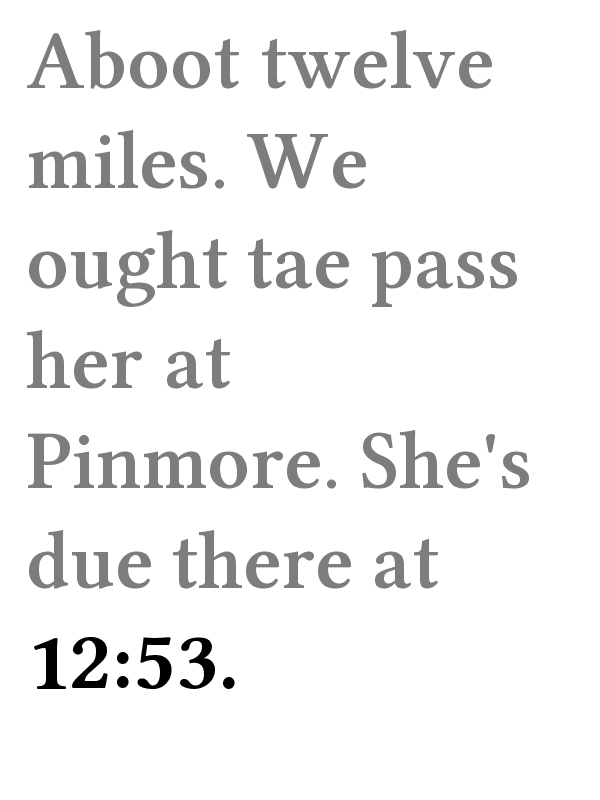 Aboot twelve
miles. We
ought tae pass
her at
Pinmore. She's
due there at
12:53.